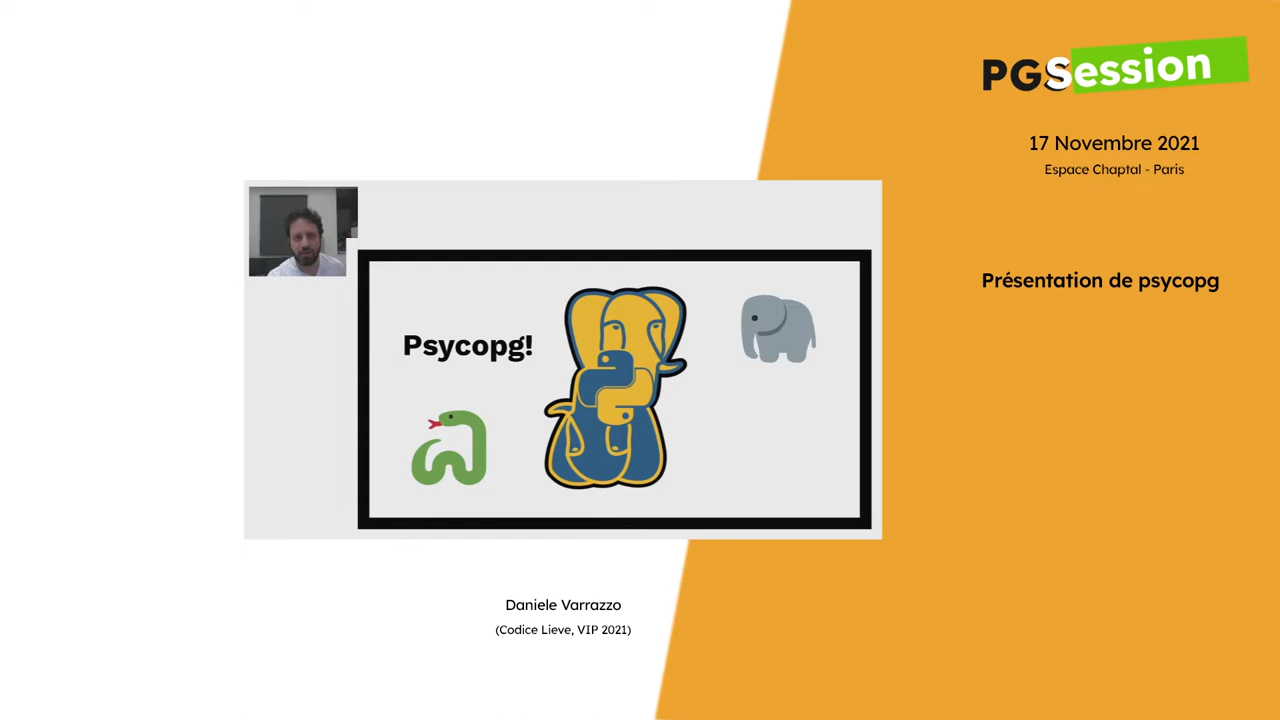 PGSession
17 Novembre 2021
Espace Chaptal - Paris
Présentation de psycopg
Psycopg!
Daniele Varrazzo
(Codice Lieve, VIP 2021)